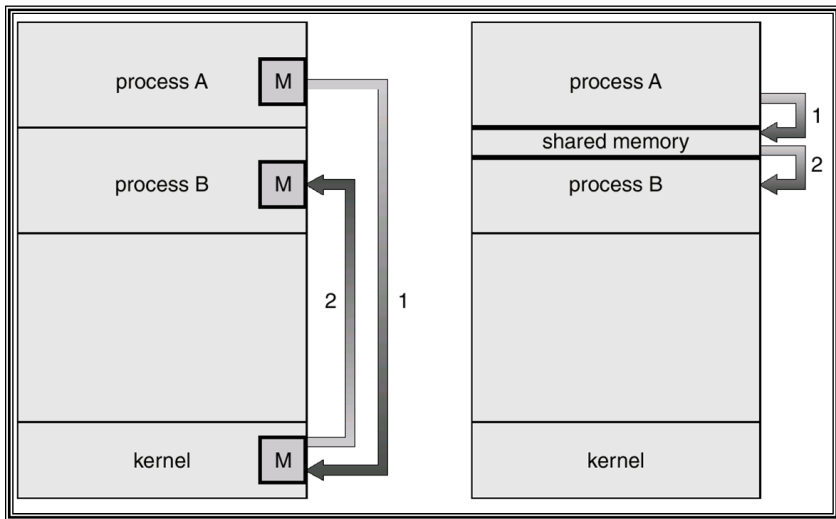 process A M
process B M
2 1
kernel M
process A
1
shared memory
2
process B
kernel